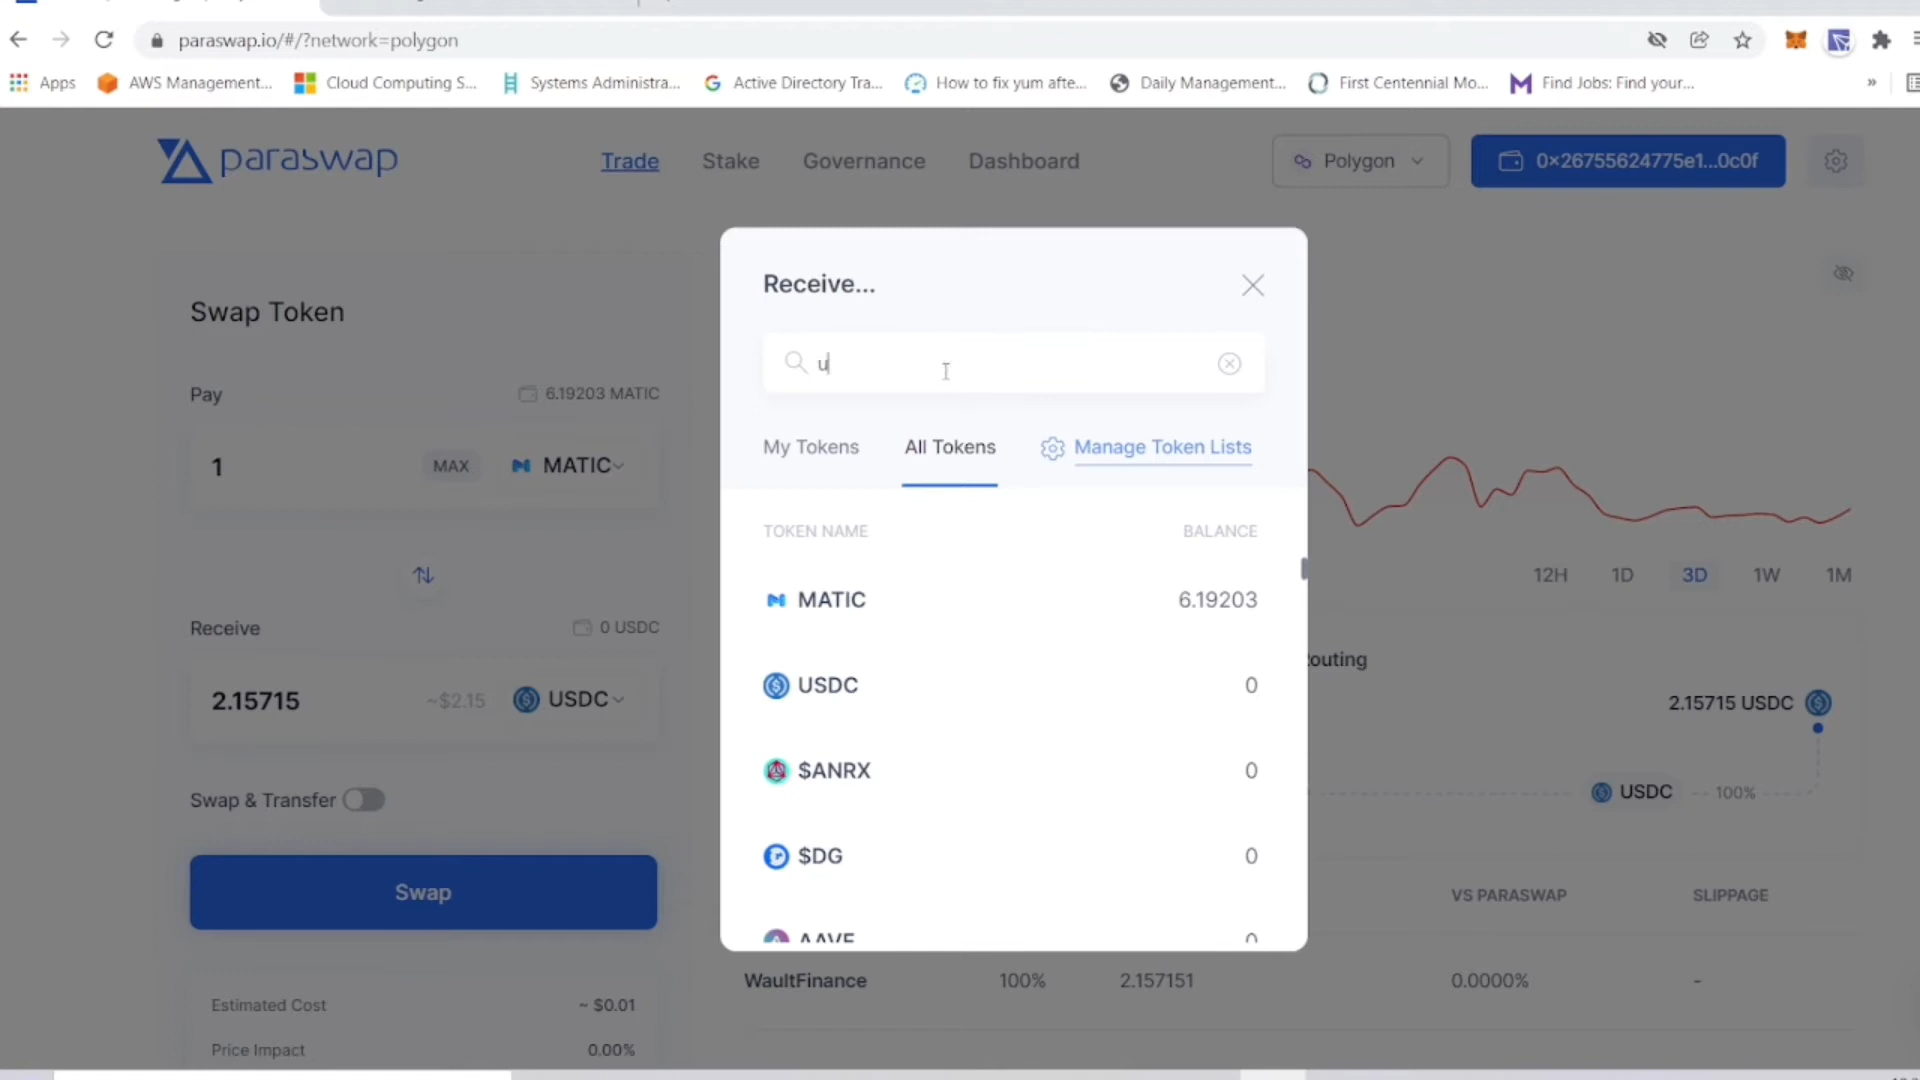 paraswap.io/#/?network=polygon
Apps AWS Management... Cloud Computing S... Systems Administra... Active Directory Tra... How to fix yum afte... Daily Management... First Centennial Mo... Find Jobs: Find your... »
paraswap Trade Stake Governance Dashboard Polygon 0×26755624775e1...0c0f
Receive...
Swap Token
u
Pay 6.19203 MATIC
My Tokens All Tokens Manage Token Lists
1 MAX MATIC
TOKEN NAME BALANCE
12H 1D 3D 1W 1M
MATIC 6.19203
Receive 0 USDC
outing
USDC 0
2.15715 ~$2.15 USDC
2.15715 USDC
$ANRX 0
USDC 100%
Swap & Transfer
$DG 0
Swap
VS PARASWAP SLIPPAGE
AAVE 0
WaultFinance 100% 2.157151 0.0000% -
Estimated Cost ~ $0.01
Price Impact 0.00%